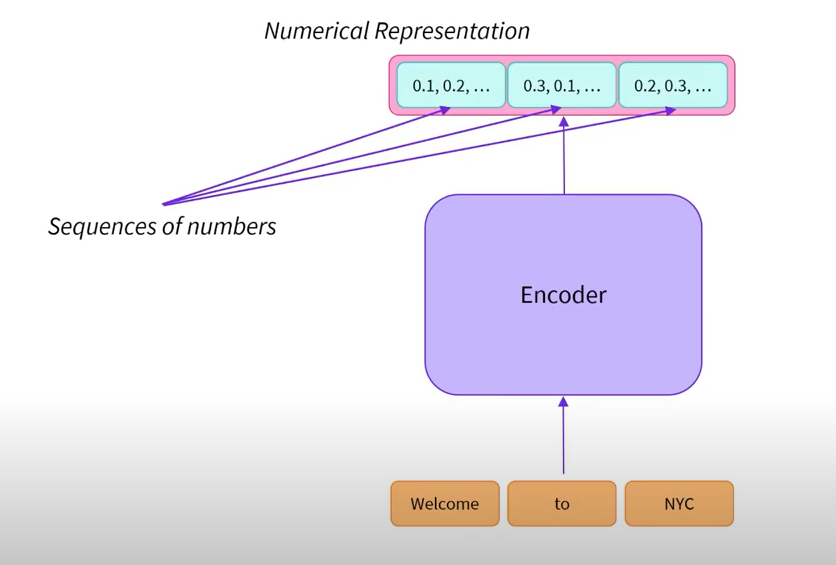 Numerical Representation
0.1, 0.2, …
0.3, 0.1, …
0.2, 0.3, …
Sequences of numbers
Encoder
Welcome
to
NYC